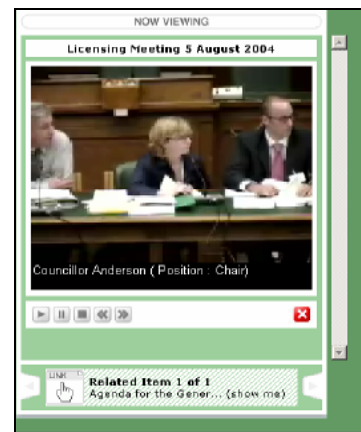 NOW VIEWING
Licensing Meeting 5 August 2004
Councillor Anderson ( Position : Chair)
LINK
Related Item 1 of 1
Agenda for the Gener... (show me)